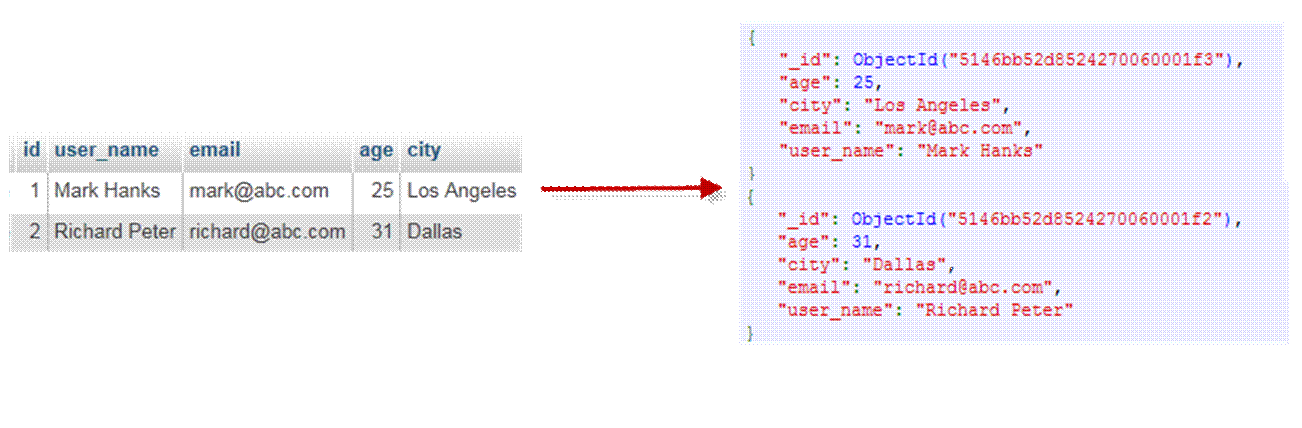 id user_name email age city
1 Mark Hanks mark@abc.com 25 Los Angeles
2 Richard Peter richard@abc.com 31 Dallas
{
"_id": ObjectId("5146bb52d8524270060001f3"),
"age": 25,
"city": "Los Angeles",
"email": "mark@abc.com",
"user_name": "Mark Hanks"
}
{
"_id": ObjectId("5146bb52d8524270060001f2"),
"age": 31,
"city": "Dallas",
"email": "richard@abc.com",
"user_name": "Richard Peter"
}